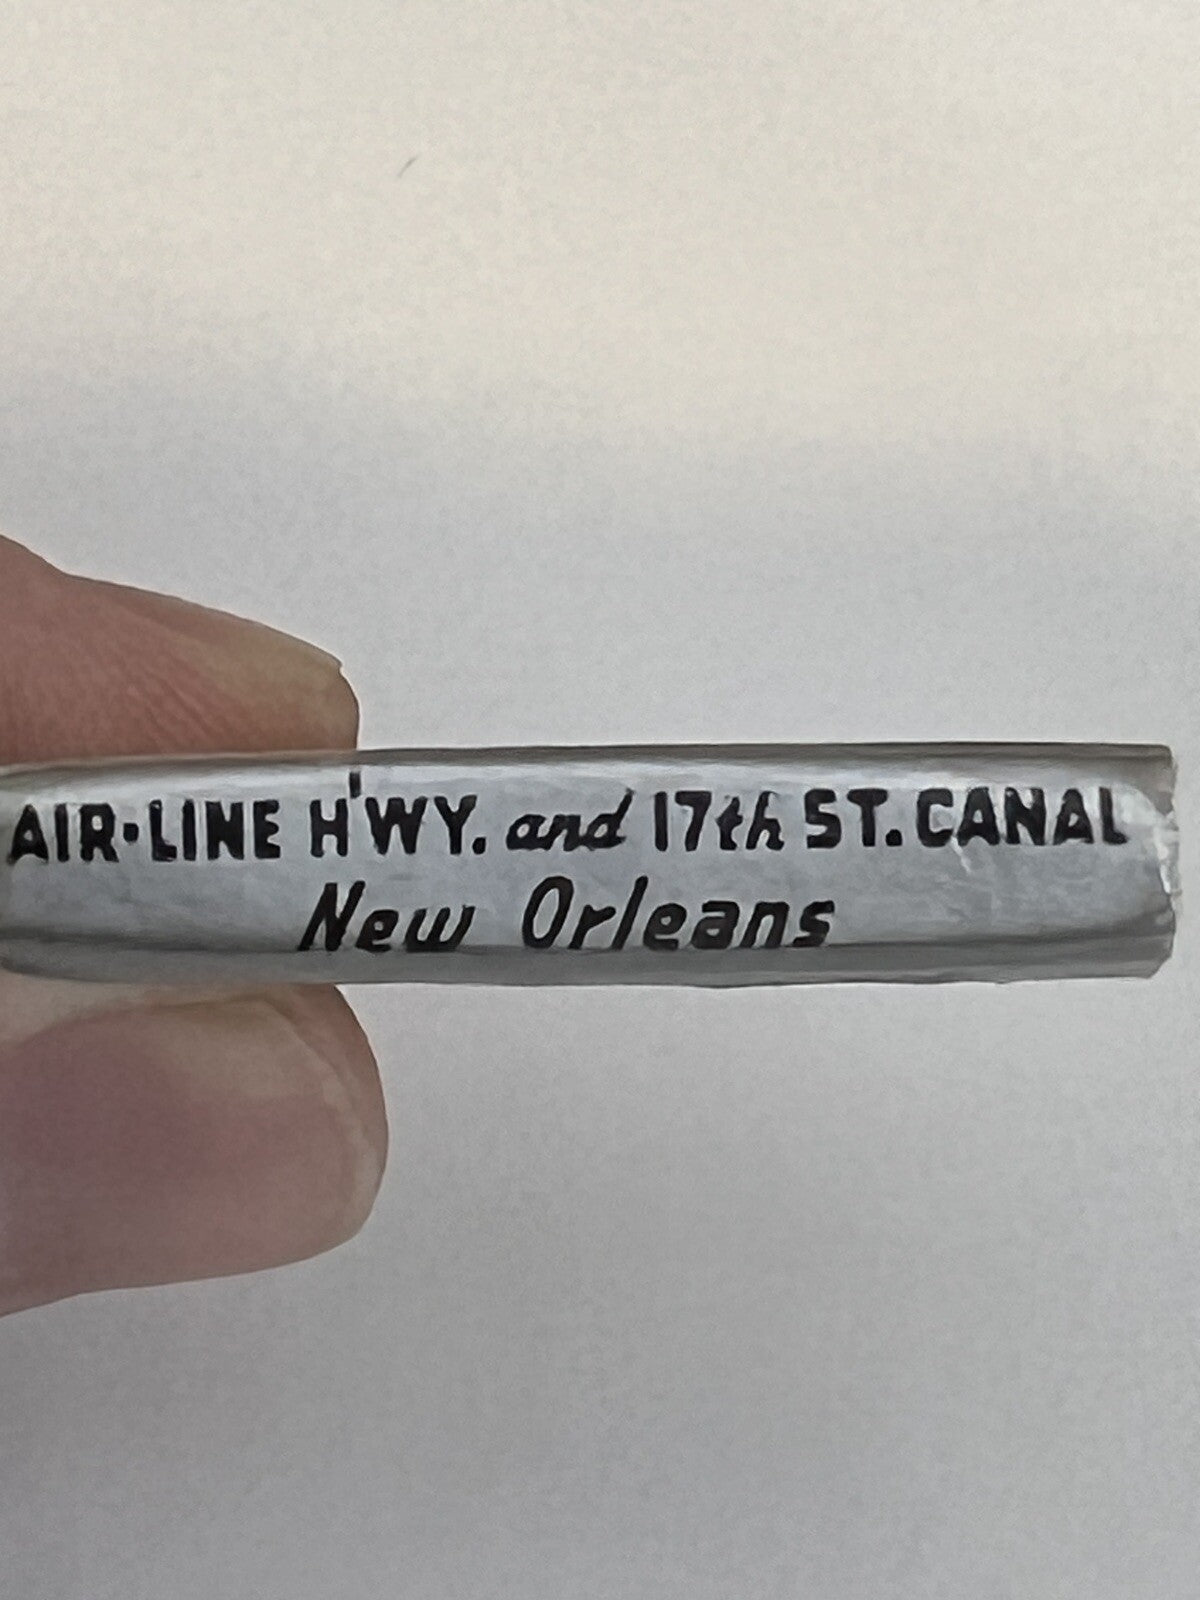 AIR-LINE H'WY. and 17th ST. CANAL
New Orleans